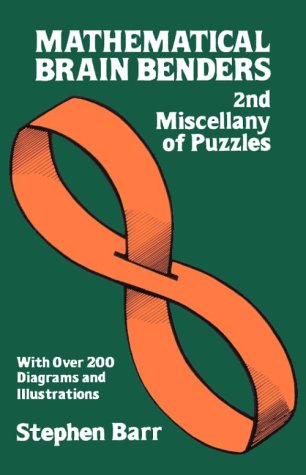 MATHEMATICAL
BRAIN BENDERS
2nd
Miscellany
of Puzzles
With Over 200
Diagrams and
Illustrations
Stephen Barr